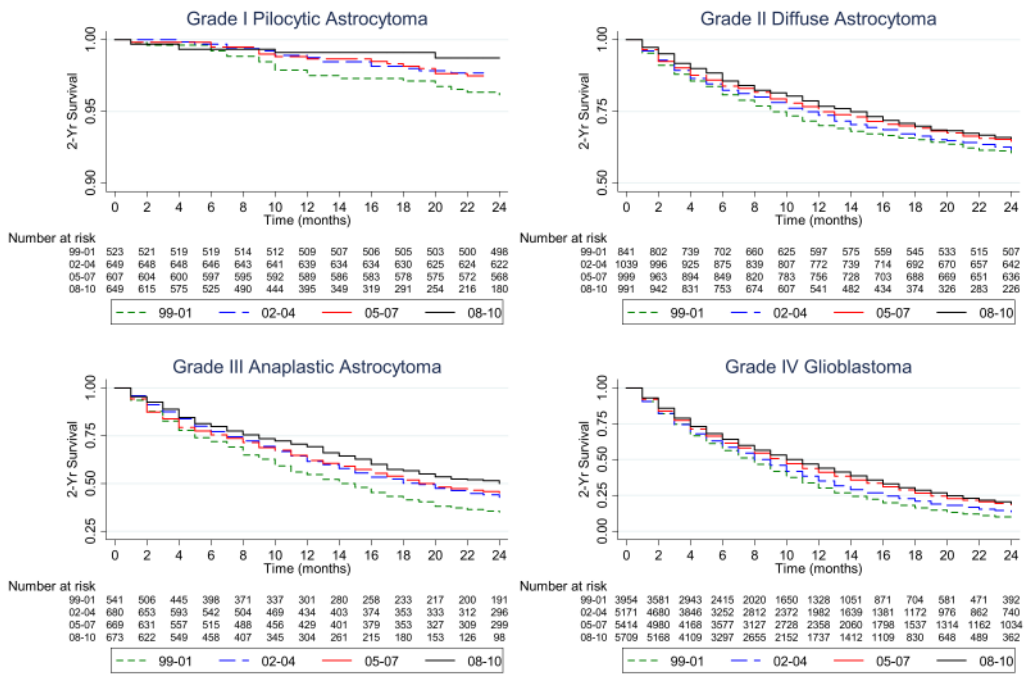 Grade I Pilocytic Astrocytoma
2-Yr Survival
1.00
0.95
0.90
0 2 4 6 8 10 12 14 16 18 20 22 24
Time (months)
Number at risk
99-01 523 521 519 519 514 512 509 507 506 505 503 500 498
02-04 649 648 648 646 643 641 639 634 634 630 625 624 622
05-07 607 604 600 597 595 592 589 586 583 578 575 572 568
08-10 649 615 575 525 490 444 395 349 319 291 254 216 180
99-01 02-04 05-07 08-10
Grade II Diffuse Astrocytoma
2-Yr Survival
1.00
0.75
0.50
0 2 4 6 8 10 12 14 16 18 20 22 24
Time (months)
Number at risk
99-01 841 802 739 702 660 625 597 575 559 545 533 515 507
02-04 1039 996 925 875 839 807 772 739 714 692 670 657 642
05-07 999 963 894 849 820 783 756 728 703 688 669 651 636
08-10 991 942 831 753 674 607 541 482 434 374 326 283 226
99-01 02-04 05-07 08-10
Grade III Anaplastic Astrocytoma
2-Yr Survival
1.00
0.75
0.50
0.25
0 2 4 6 8 10 12 14 16 18 20 22 24
Time (months)
Number at risk
99-01 541 506 445 398 371 337 301 280 258 233 217 200 191
02-04 680 653 593 542 504 469 434 403 374 353 333 312 296
05-07 669 631 557 515 488 456 429 401 379 353 327 309 299
08-10 673 622 549 458 407 345 304 261 215 180 153 126 98
99-01 02-04 05-07 08-10
Grade IV Glioblastoma
2-Yr Survival
1.00
0.75
0.50
0.25
0.00
0 2 4 6 8 10 12 14 16 18 20 22 24
Time (months)
Number at risk
99-01 3954 3581 2943 2415 2020 1650 1328 1051 871 704 581 471 392
02-04 5171 4680 3846 3252 2812 2372 1982 1639 1381 1172 976 862 740
05-07 5414 4980 4168 3577 3127 2728 2358 2060 1798 1537 1314 1162 1034
08-10 5709 5168 4109 3297 2655 2152 1737 1412 1109 830 648 489 362
99-01 02-04 05-07 08-10